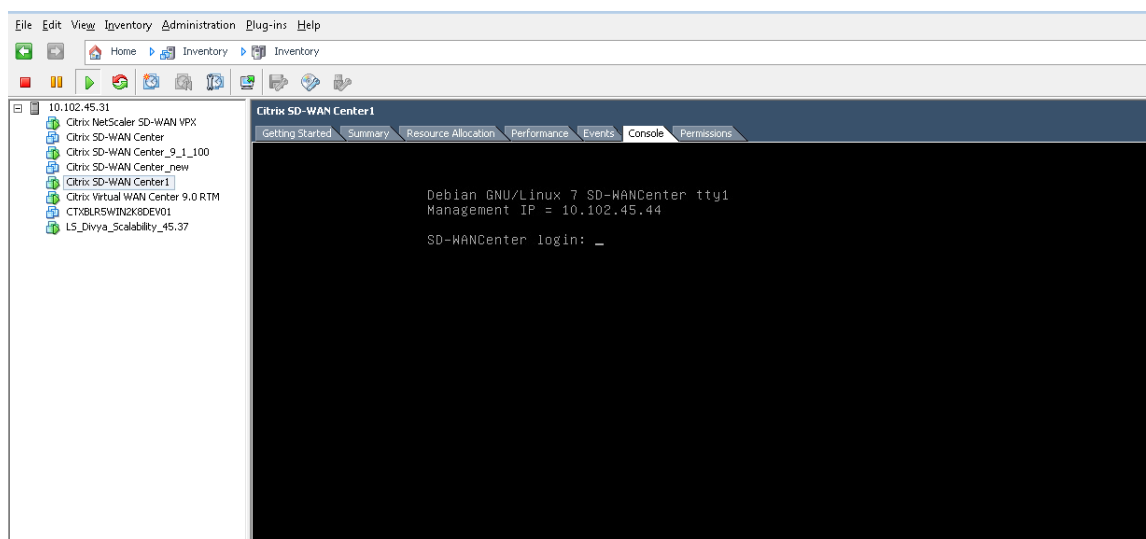 File Edit View Inventory Administration Plug-ins Help
Home Inventory Inventory
10.102.45.31
Citrix NetScaler SD-WAN VPX
Citrix SD-WAN Center
Citrix SD-WAN Center_9_1_100
Citrix SD-WAN Center_new
Citrix SD-WAN Center1
Citrix Virtual WAN Center 9.0 RTM
CTXBLR5WIN2K8DEV01
LS_Divya_Scalability_45.37
Citrix SD-WAN Center1
Getting Started Summary Resource Allocation Performance Events Console Permissions
Debian GNU/Linux 7 SD-WANCenter tty1
Management IP = 10.102.45.44
SD-WANCenter login: _